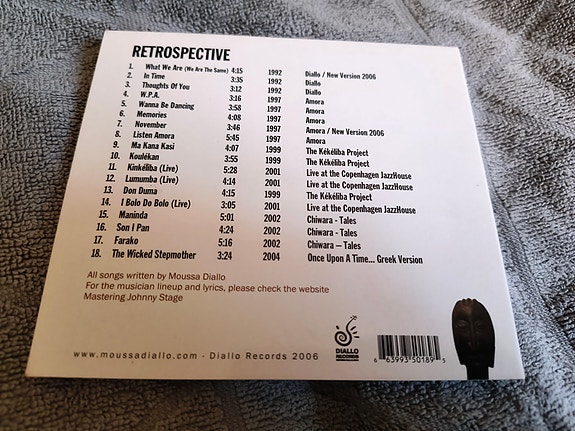 RETROSPECTIVE
1. What We Are (We Are The Same) 4:15 1992 Diallo / New Version 2006
2. In Time 3:35 1992 Diallo
3. Thoughts Of You 3:12 1992 Diallo
4. W.P.A. 3:16 1997 Amora
5. Wanna Be Dancing 3:58 1997 Amora
6. Memories 4:08 1997 Amora
7. November 3:46 1997 Amora / New Version 2006
8. Listen Amora 5:45 1997 Amora
9. Ma Kana Kasi 4:07 1999 The Kékéliba Project
10. Koulékan 3:55 1999 The Kékéliba Project
11. Kinkéliba (Live) 5:28 2001 Live at the Copenhagen JazzHouse
12. Lumumba (Live) 4:14 2001 Live at the Copenhagen JazzHouse
13. Don Duma 4:15 1999 The Kékéliba Project
14. I Bolo Do Bolo (Live) 3:05 2001 Live at the Copenhagen JazzHouse
15. Maninda 5:01 2002 Chiwara - Tales
16. Son I Pan 4:24 2002 Chiwara - Tales
17. Farako 5:16 2002 Chiwara – Tales
18. The Wicked Stepmother 3:24 2004 Once Upon A Time... Greek Version
All songs written by Moussa Diallo
For the musician lineup and lyrics, please check the website
Mastering Johnny Stage
www.moussadiallo.com - Diallo Records 2006
DIALLO
RECORDS
6 63993 50189 5